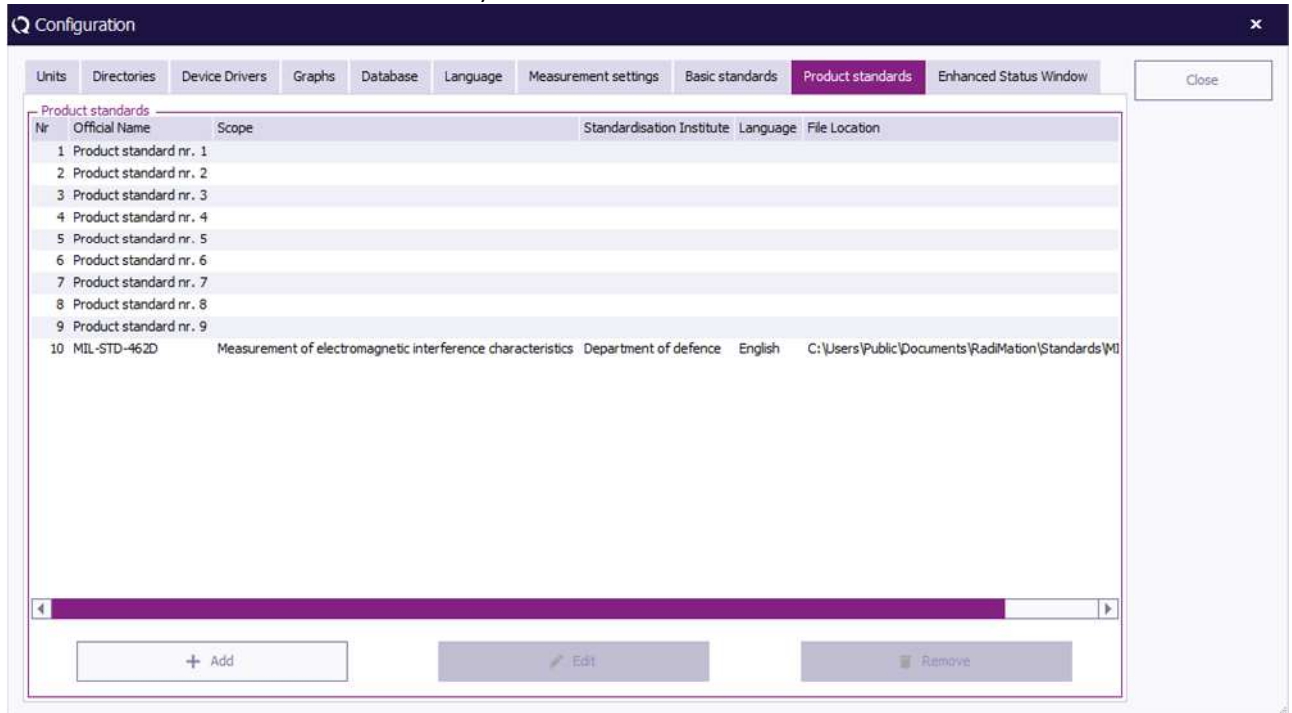 Configuration
Units Directories Device Drivers Graphs Database Language Measurement settings Basic standards Product standards Enhanced Status Window Close
Product standards
Nr Official Name Scope Standardisation Institute Language File Location
1 Product standard nr. 1
2 Product standard nr. 2
3 Product standard nr. 3
4 Product standard nr. 4
5 Product standard nr. 5
6 Product standard nr. 6
7 Product standard nr. 7
8 Product standard nr. 8
9 Product standard nr. 9
10 MIL-STD-462D Measurement of electromagnetic interference characteristics Department of defence English C:\Users\Public\Documents\RadiMation\Standards\MI
+ Add Edit Remove